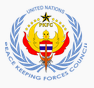 UNITED NATIONS
PKFC
PEACE KEEPING FORCES COUNCIL